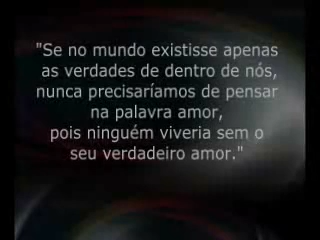 "Se no mundo existisse apenas
as verdades de dentro de nós,
nunca precisaríamos de pensar
na palavra amor,
pois ninguém viveria sem o
seu verdadeiro amor."